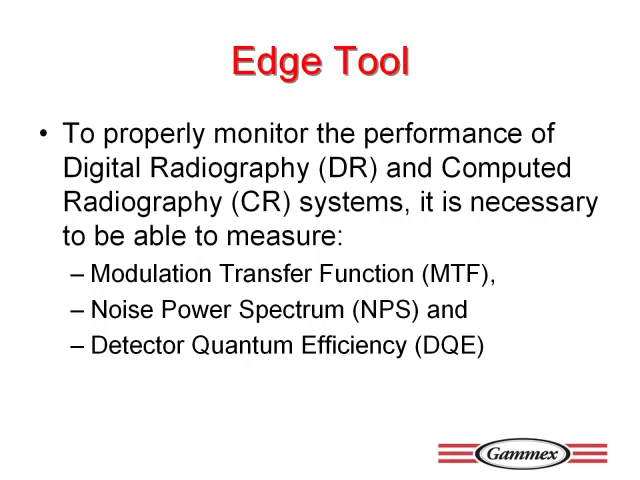 Edge Tool
• To properly monitor the performance of
Digital Radiography (DR) and Computed
Radiography (CR) systems, it is necessary
to be able to measure:
– Modulation Transfer Function (MTF),
– Noise Power Spectrum (NPS) and
– Detector Quantum Efficiency (DQE)
Gammex